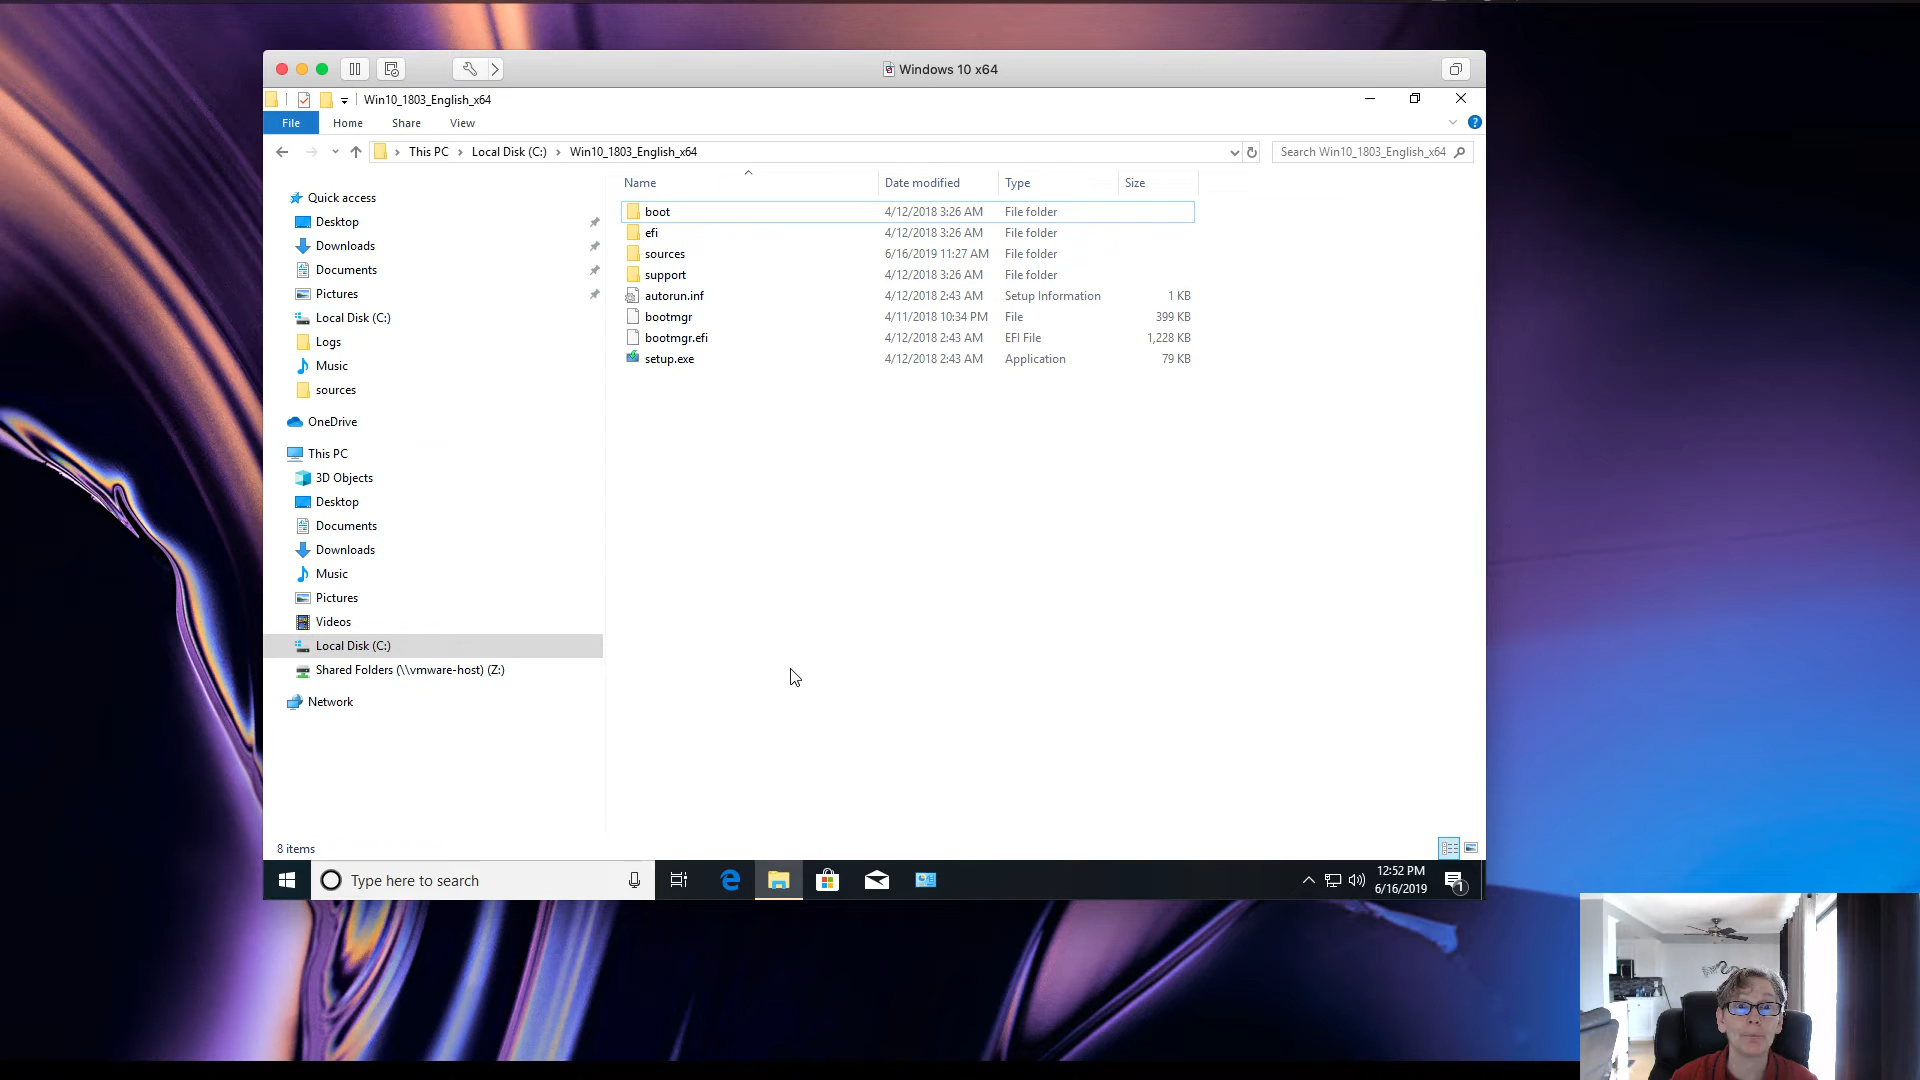 Windows 10 x64
Win10_1803_English_x64
File Home Share View
This PC Local Disk (C:) Win10_1803_English_x64 Search Win10_1803_English_x64
Name Date modified Type Size
Quick access
Desktop
Downloads
Documents
Pictures
Local Disk (C:)
Logs
Music
sources
OneDrive
This PC
3D Objects
Desktop
Documents
Downloads
Music
Pictures
Videos
Local Disk (C:)
Shared Folders (\\vmware-host) (Z:)
Network
boot 4/12/2018 3:26 AM File folder
efi 4/12/2018 3:26 AM File folder
sources 6/16/2019 11:27 AM File folder
support 4/12/2018 3:26 AM File folder
autorun.inf 4/12/2018 2:43 AM Setup Information 1 KB
bootmgr 4/11/2018 10:34 PM File 399 KB
bootmgr.efi 4/12/2018 2:43 AM EFI File 1,228 KB
setup.exe 4/12/2018 2:43 AM Application 79 KB
8 items
Type here to search
12:52 PM
6/16/2019
1